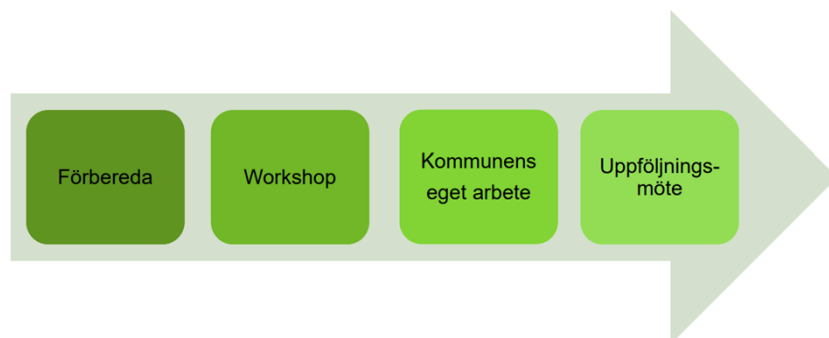 Förbereda
Workshop
Kommunens
eget arbete
Uppföljnings-
möte